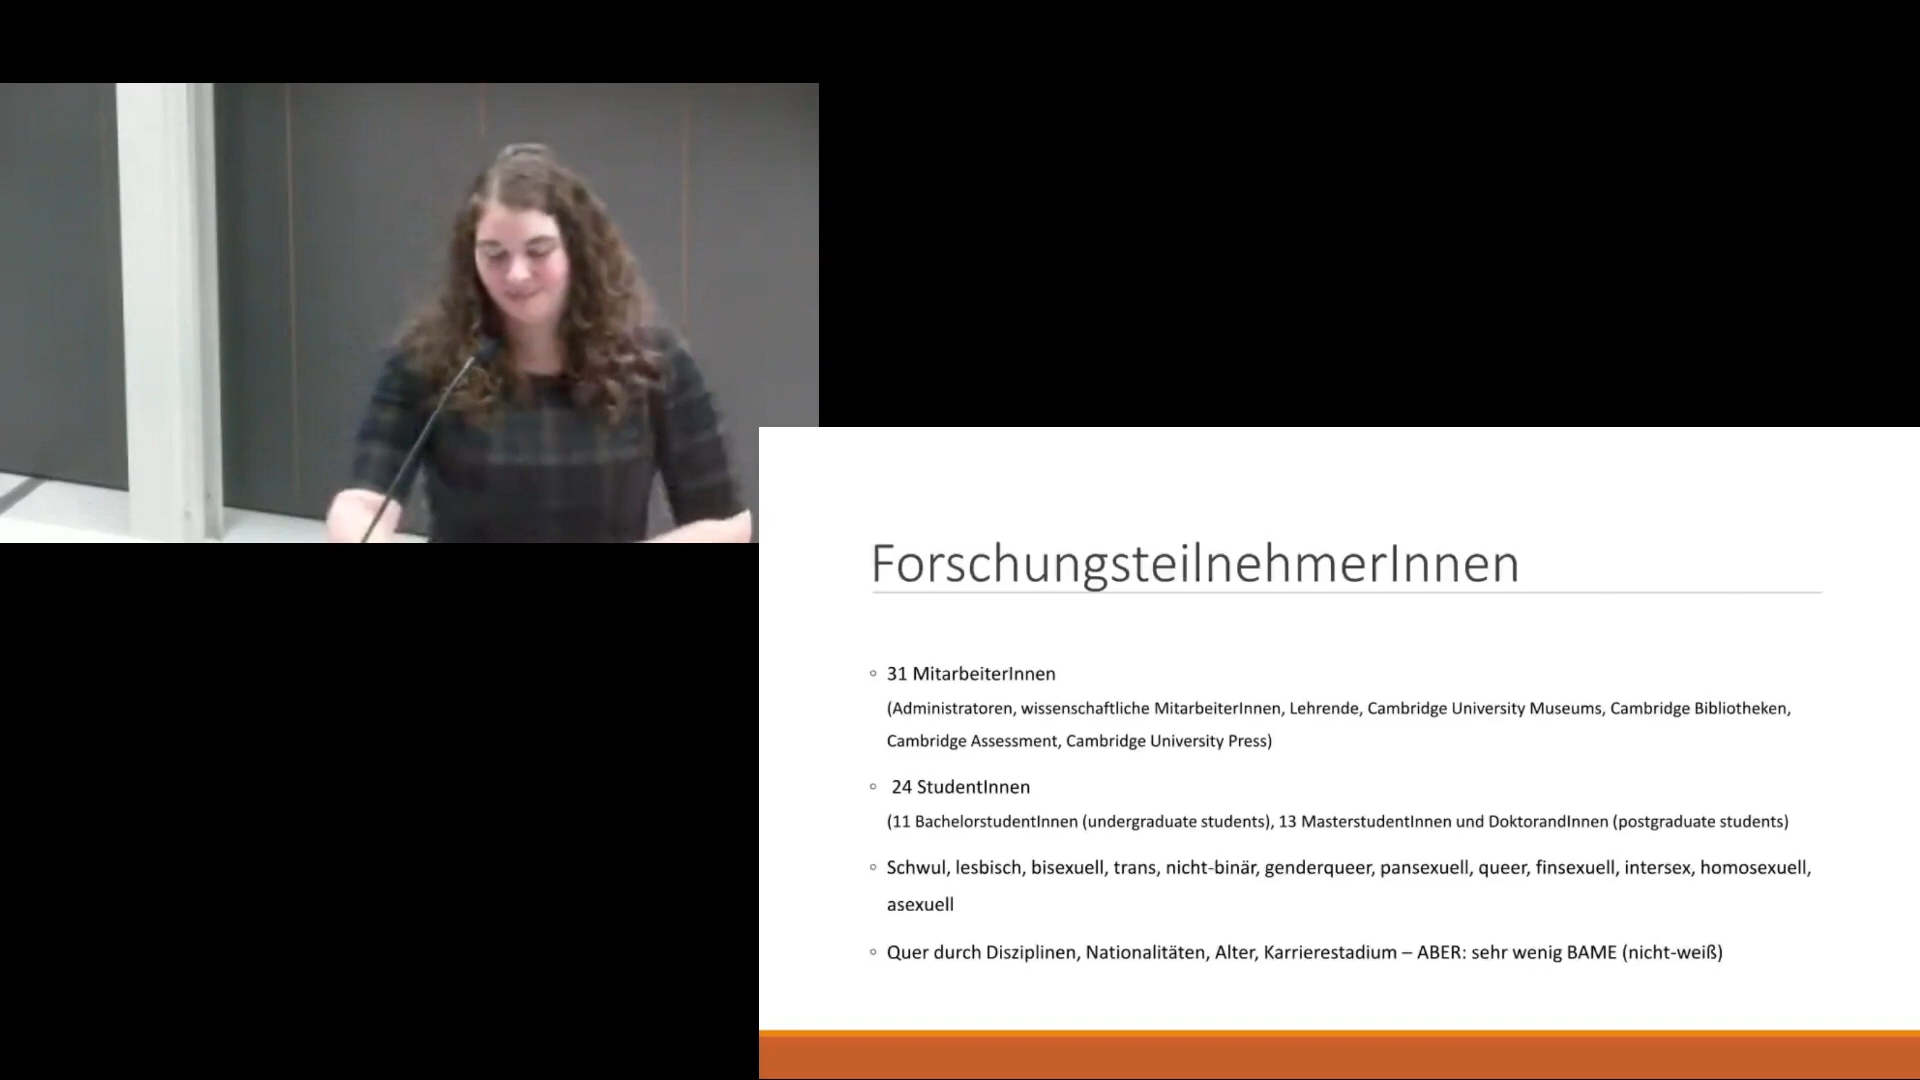 ForschungsteilnehmerInnen
◦ 31 MitarbeiterInnen
(Administratoren, wissenschaftliche MitarbeiterInnen, Lehrende, Cambridge University Museums, Cambridge Bibliotheken,
Cambridge Assessment, Cambridge University Press)
◦ 24 StudentInnen
(11 BachelorstudentInnen (undergraduate students), 13 MasterstudentInnen und DoktorandInnen (postgraduate students)
◦ Schwul, lesbisch, bisexuell, trans, nicht-binär, genderqueer, pansexuell, queer, finsexuell, intersex, homosexuell,
asexuell
◦ Quer durch Disziplinen, Nationalitäten, Alter, Karrierestadium – ABER: sehr wenig BAME (nicht-weiß)